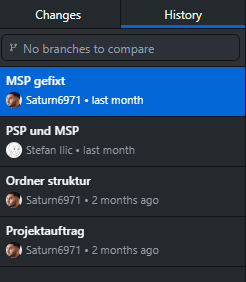 Changes
History
No branches to compare
MSP gefixt
Saturn6971 • last month
PSP und MSP
Stefan Ilic • last month
Ordner struktur
Saturn6971 • 2 months ago
Projektauftrag
Saturn6971 • 2 months ago